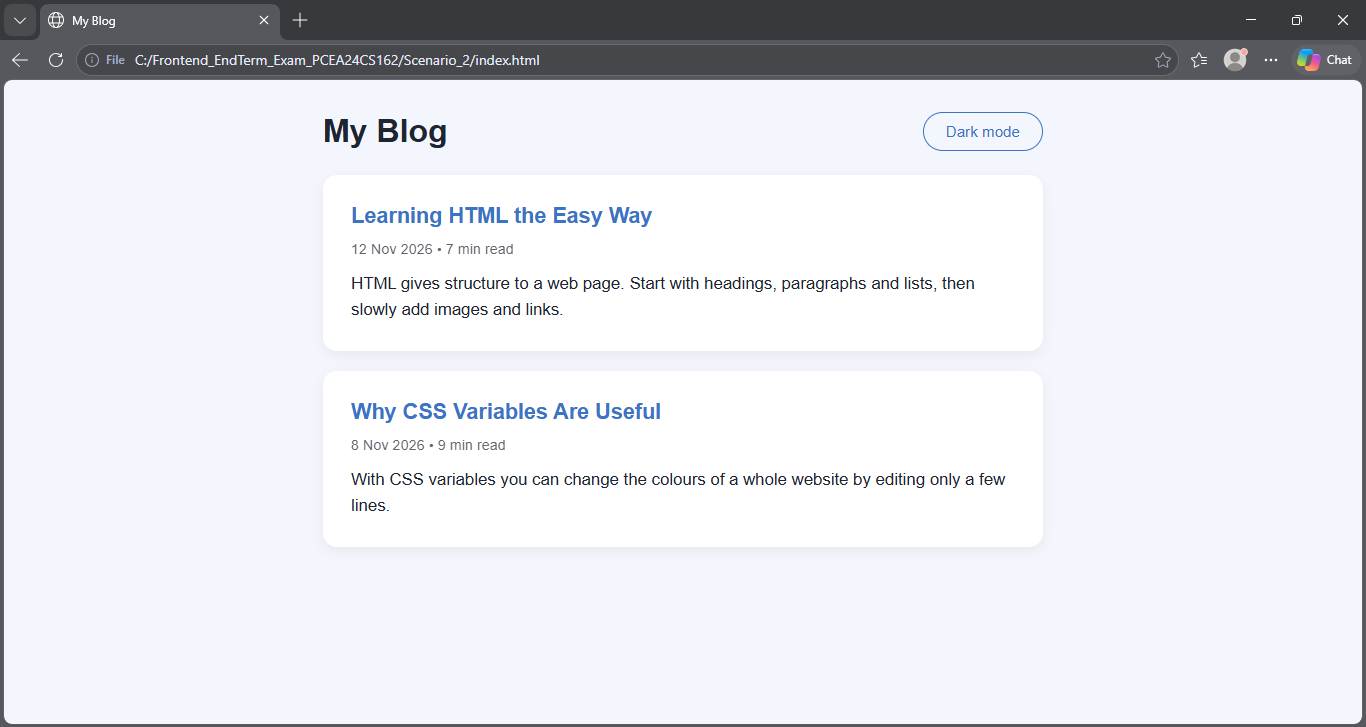 My Blog
File C:/Frontend_EndTerm_Exam_PCEA24CS162/Scenario_2/index.html
Chat
My Blog
Dark mode
Learning HTML the Easy Way
12 Nov 2026 • 7 min read
HTML gives structure to a web page. Start with headings, paragraphs and lists, then
slowly add images and links.
Why CSS Variables Are Useful
8 Nov 2026 • 9 min read
With CSS variables you can change the colours of a whole website by editing only a few
lines.